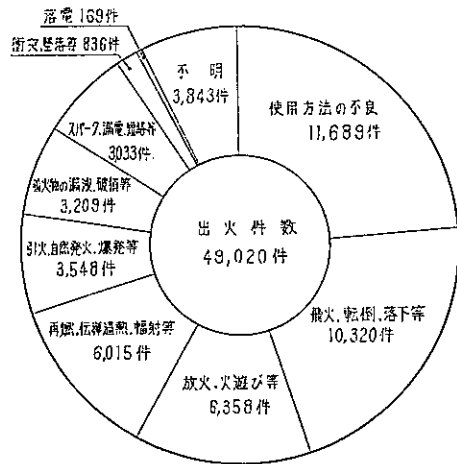 落雷 169件
衝突.墜落等 836件
不明
3,843件
使用方法の不良
11,689件
スパーク.漏電.短絡等
3,033件
着火物の漏洩.破損等
3,209件
引火.自然発火.爆発等
3,548件
再燃.伝導過熱.輻射等
6,015件
放火.火遊び等
6,358件
飛火.転倒.落下等
10,320件
出火件数
49,020件